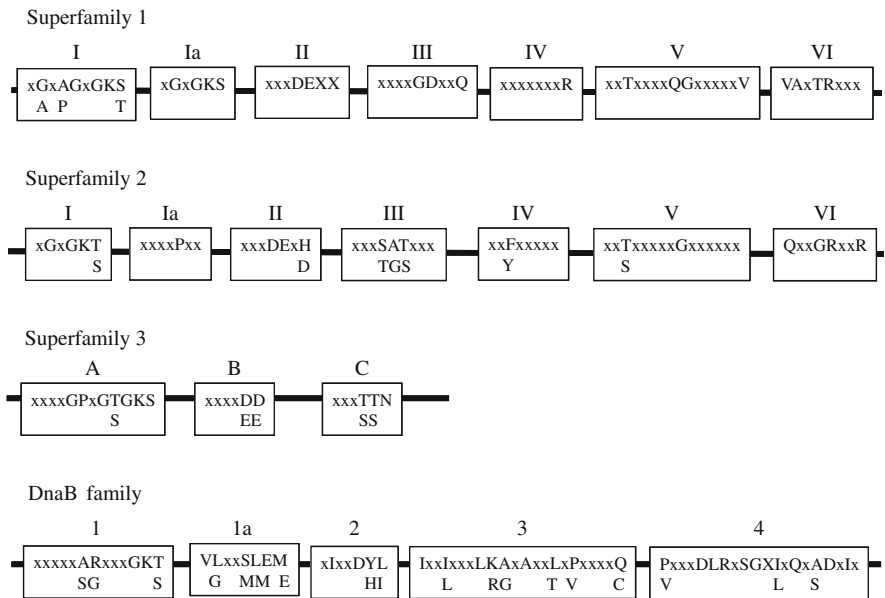 Superfamily 1
I Ia II III IV V VI
xGxAGxGKS xGxGKS xxxDEXX xxxxGDxxQ xxxxxxxR xxTxxxxQGxxxxxV VAxTRxxx
A P T
Superfamily 2
I Ia II III IV V VI
xGxGKT xxxxPxx xxxDExH xxxSATxxx xxFxxxxx xxTxxxxxGxxxxxx QxxGRxxR
S D TGS Y S
Superfamily 3
A B C
xxxxGPxGTGKS xxxxDD xxxTTN
S EE SS
DnaB family
1 1a 2 3 4
xxxxxARxxxGKT VLxxSLEM xIxxDYL IxxIxxxLKAxAxxLxPxxxxQ PxxxDLRxSGXIxQxADxIx
SG S G MM E HI L RG T V C V L S